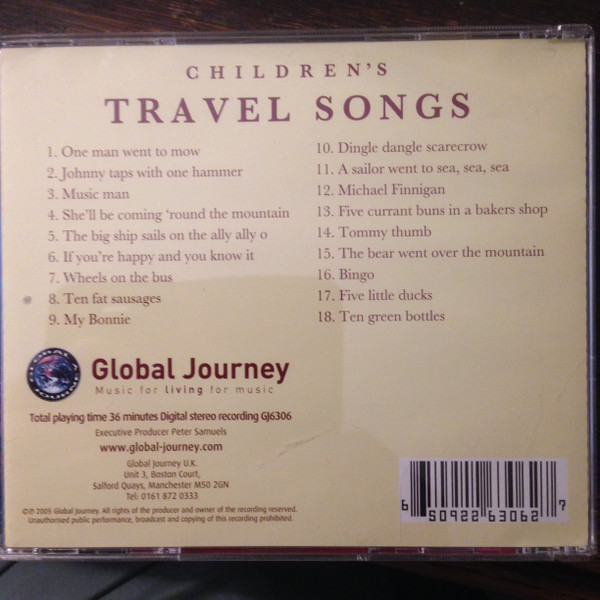 CHILDREN'S
TRAVEL SONGS
1. One man went to mow
2. Johnny taps with one hammer
3. Music man
4. She'll be coming 'round the mountain
5. The big ship sails on the ally ally o
6. If you're happy and you know it
7. Wheels on the bus
8. Ten fat sausages
9. My Bonnie
10. Dingle dangle scarecrow
11. A sailor went to sea, sea, sea
12. Michael Finnigan
13. Five currant buns in a bakers shop
14. Tommy thumb
15. The bear went over the mountain
16. Bingo
17. Five little ducks
18. Ten green bottles
GLOBAL JOURNEY
Global Journey
Music for living for music
Total playing time 36 minutes Digital stereo recording GJ6306
Executive Producer Peter Samuels
www.global-journey.com
Global Journey U.K.
Unit 3, Boston Court,
Salford Quays, Manchester M50 2GN
Tel: 0161 872 0333
©℗ 2005 Global Journey. All rights of the producer and owner of the recording reserved.
Unauthorised public performance, broadcast and copying of this recording prohibited.
6 50922 63062 7